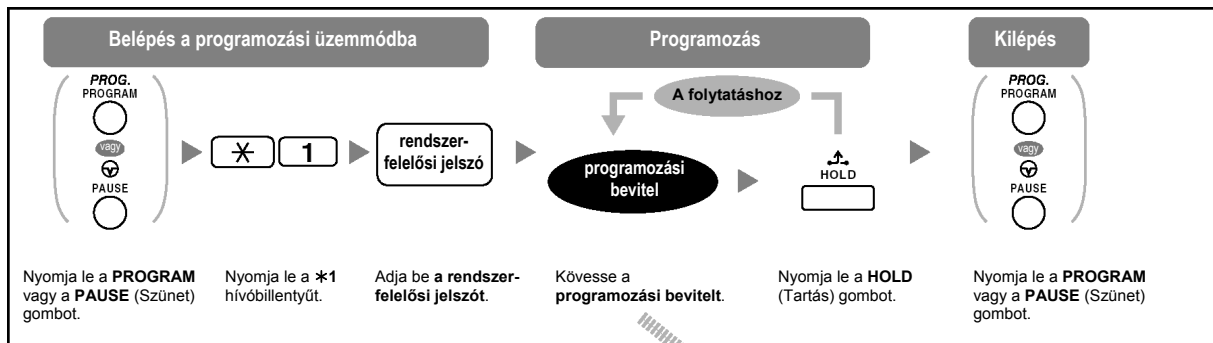 Belépés a programozási üzemmódba
Programozás
Kilépés
PROG.
PROGRAM
vagy
PAUSE
1
rendszer-
felelősi jelszó
A folytatáshoz
programozási
bevitel
HOLD
PROG.
PROGRAM
vagy
PAUSE
Nyomja le a PROGRAM
vagy a PAUSE (Szünet)
gombot.
Nyomja le a ∗1
hívóbillentyűt.
Adja be a rendszer-
felelősi jelszót.
Kövesse a
programozási bevitelt.
Nyomja le a HOLD
(Tartás) gombot.
Nyomja le a PROGRAM
vagy a PAUSE (Szünet)
gombot.